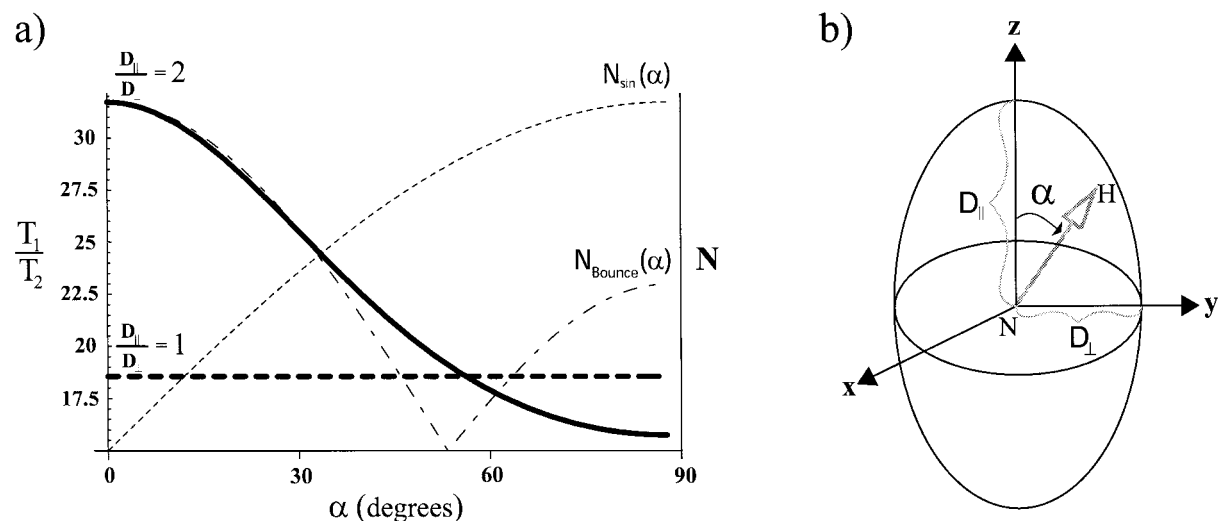 a)
D∥/D⊥ = 2
N_sin(α)
30
27.5
25
T₁/T₂
22.5
20
17.5
N_Bounce(α)
N
D∥/D⊥ = 1
0
30
60
90
α (degrees)
b)
z
D∥
α
H
N
D⊥
y
x